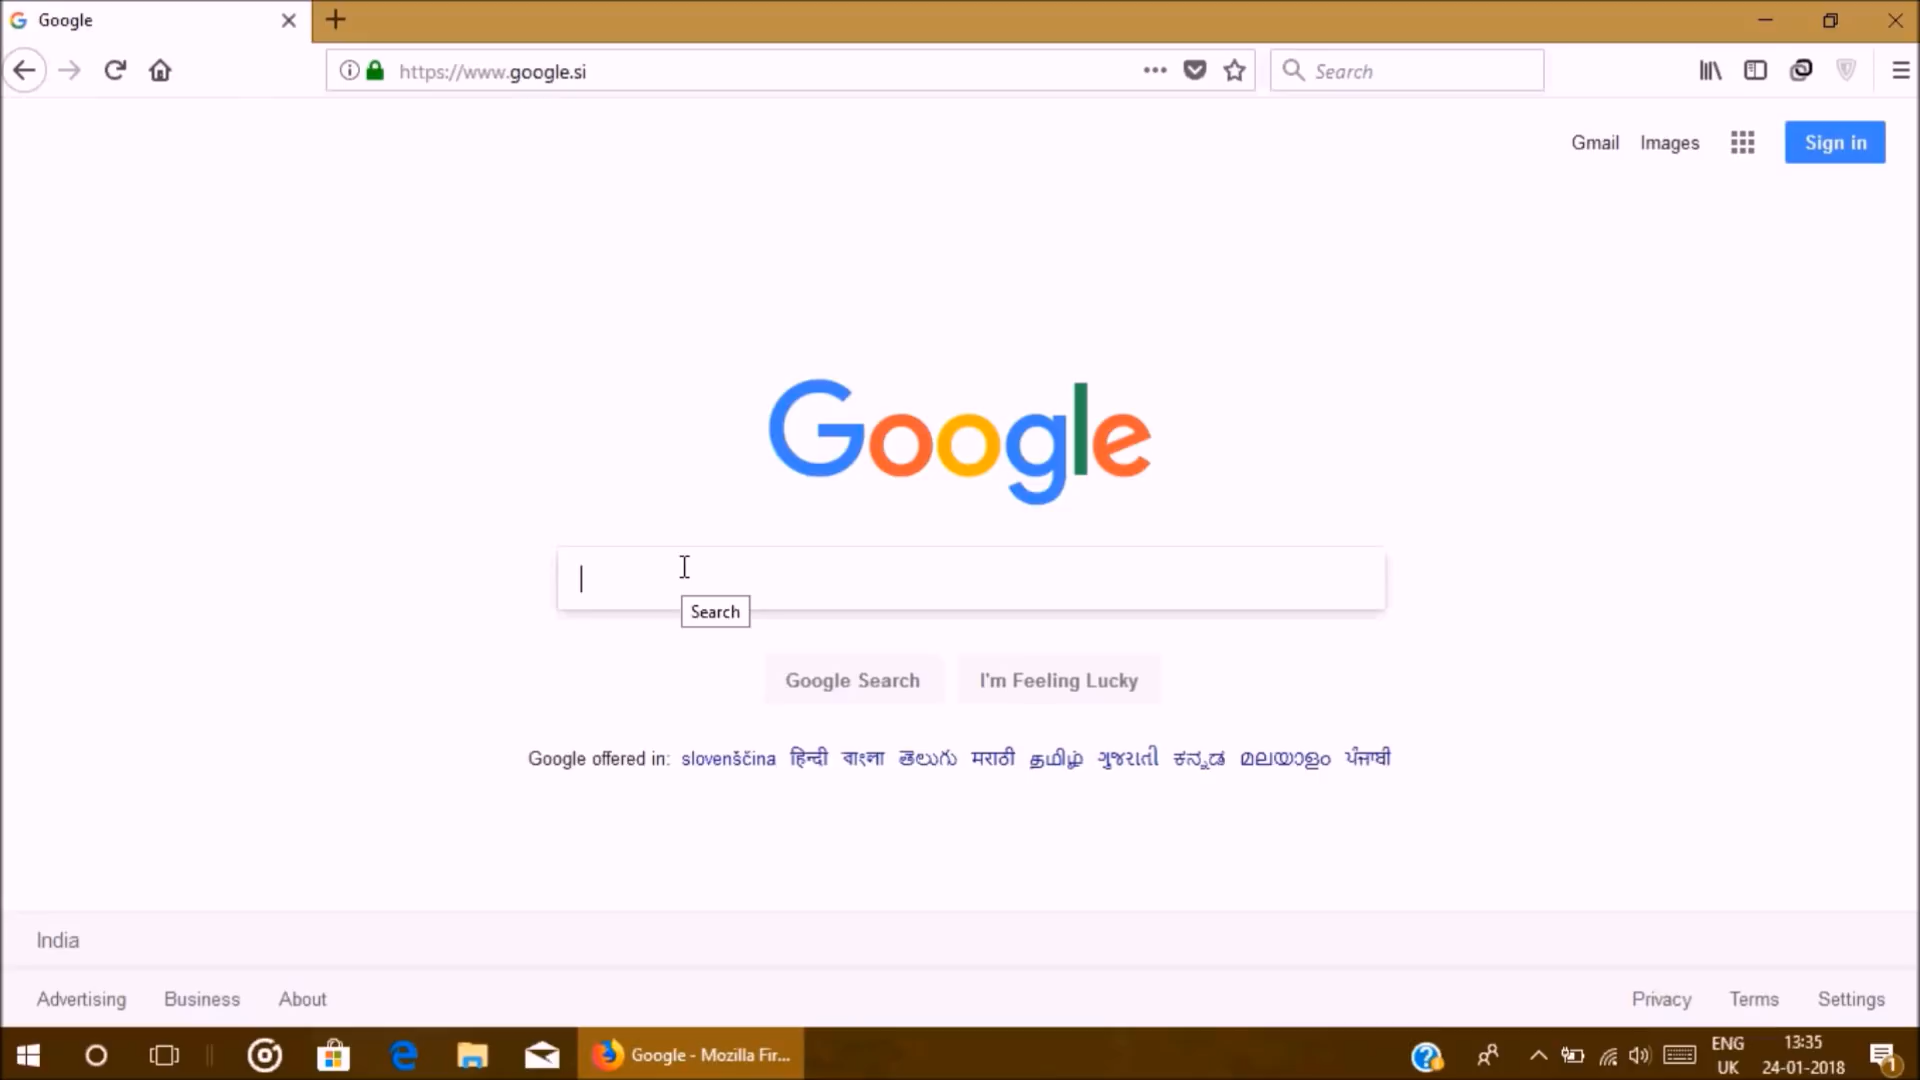 Google
https://www.google.si
Search
Gmail Images Sign in
Google
Search
Google Search I'm Feeling Lucky
Google offered in: slovenščina हिन्दी বাংলা తెలుగు मराठी தமிழ் ગુજરાતી ಕನ್ನಡ മലയാളം ਪੰਜਾਬੀ
India
Advertising Business About Privacy Terms Settings
Google - Mozilla Fir...
ENG 13:35
UK 24-01-2018
1